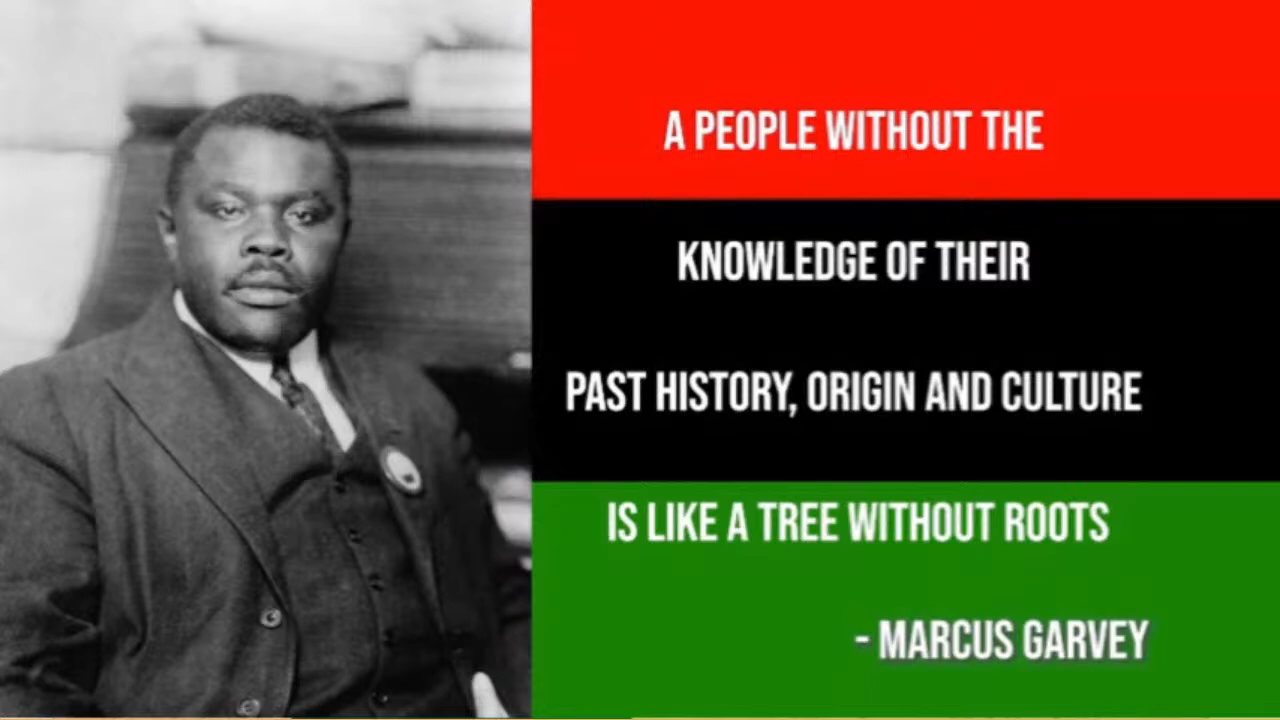 A PEOPLE WITHOUT THE
KNOWLEDGE OF THEIR
PAST HISTORY, ORIGIN AND CULTURE
IS LIKE A TREE WITHOUT ROOTS
- MARCUS GARVEY